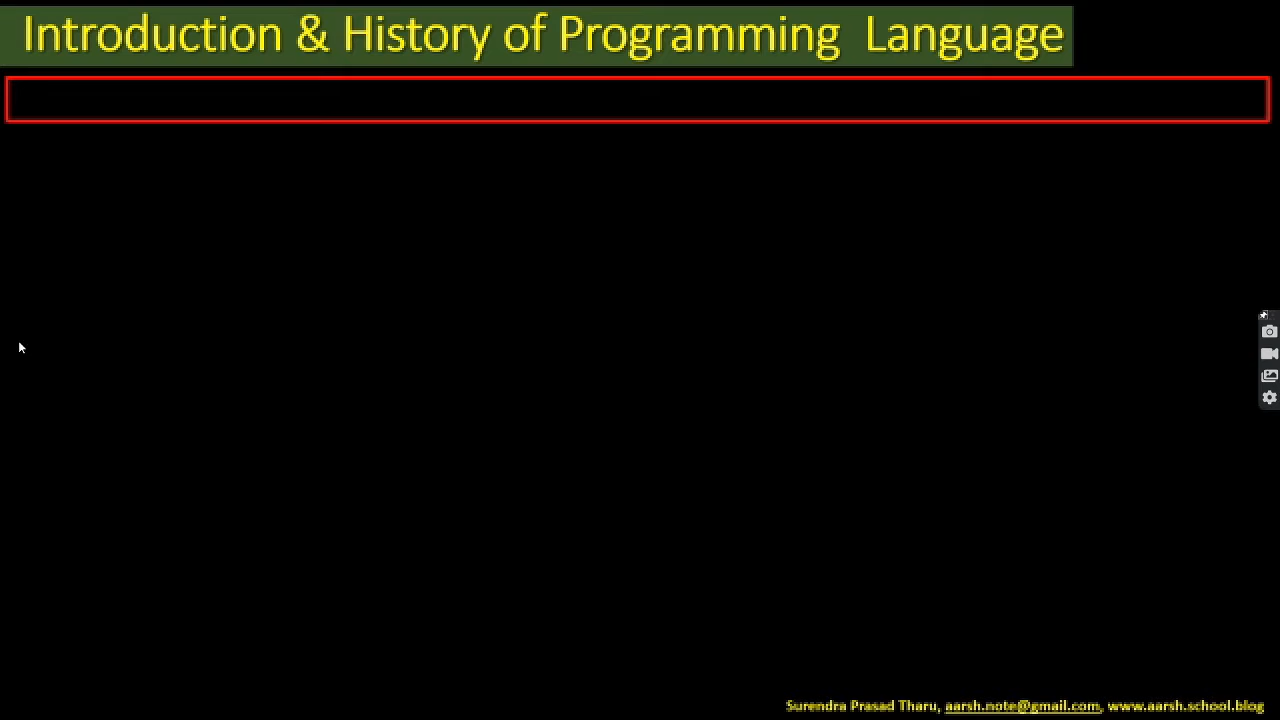 Introduction & History of Programming Language
Surendra Prasad Tharu, aarsh.note@gmail.com, www.aarsh.school.blog